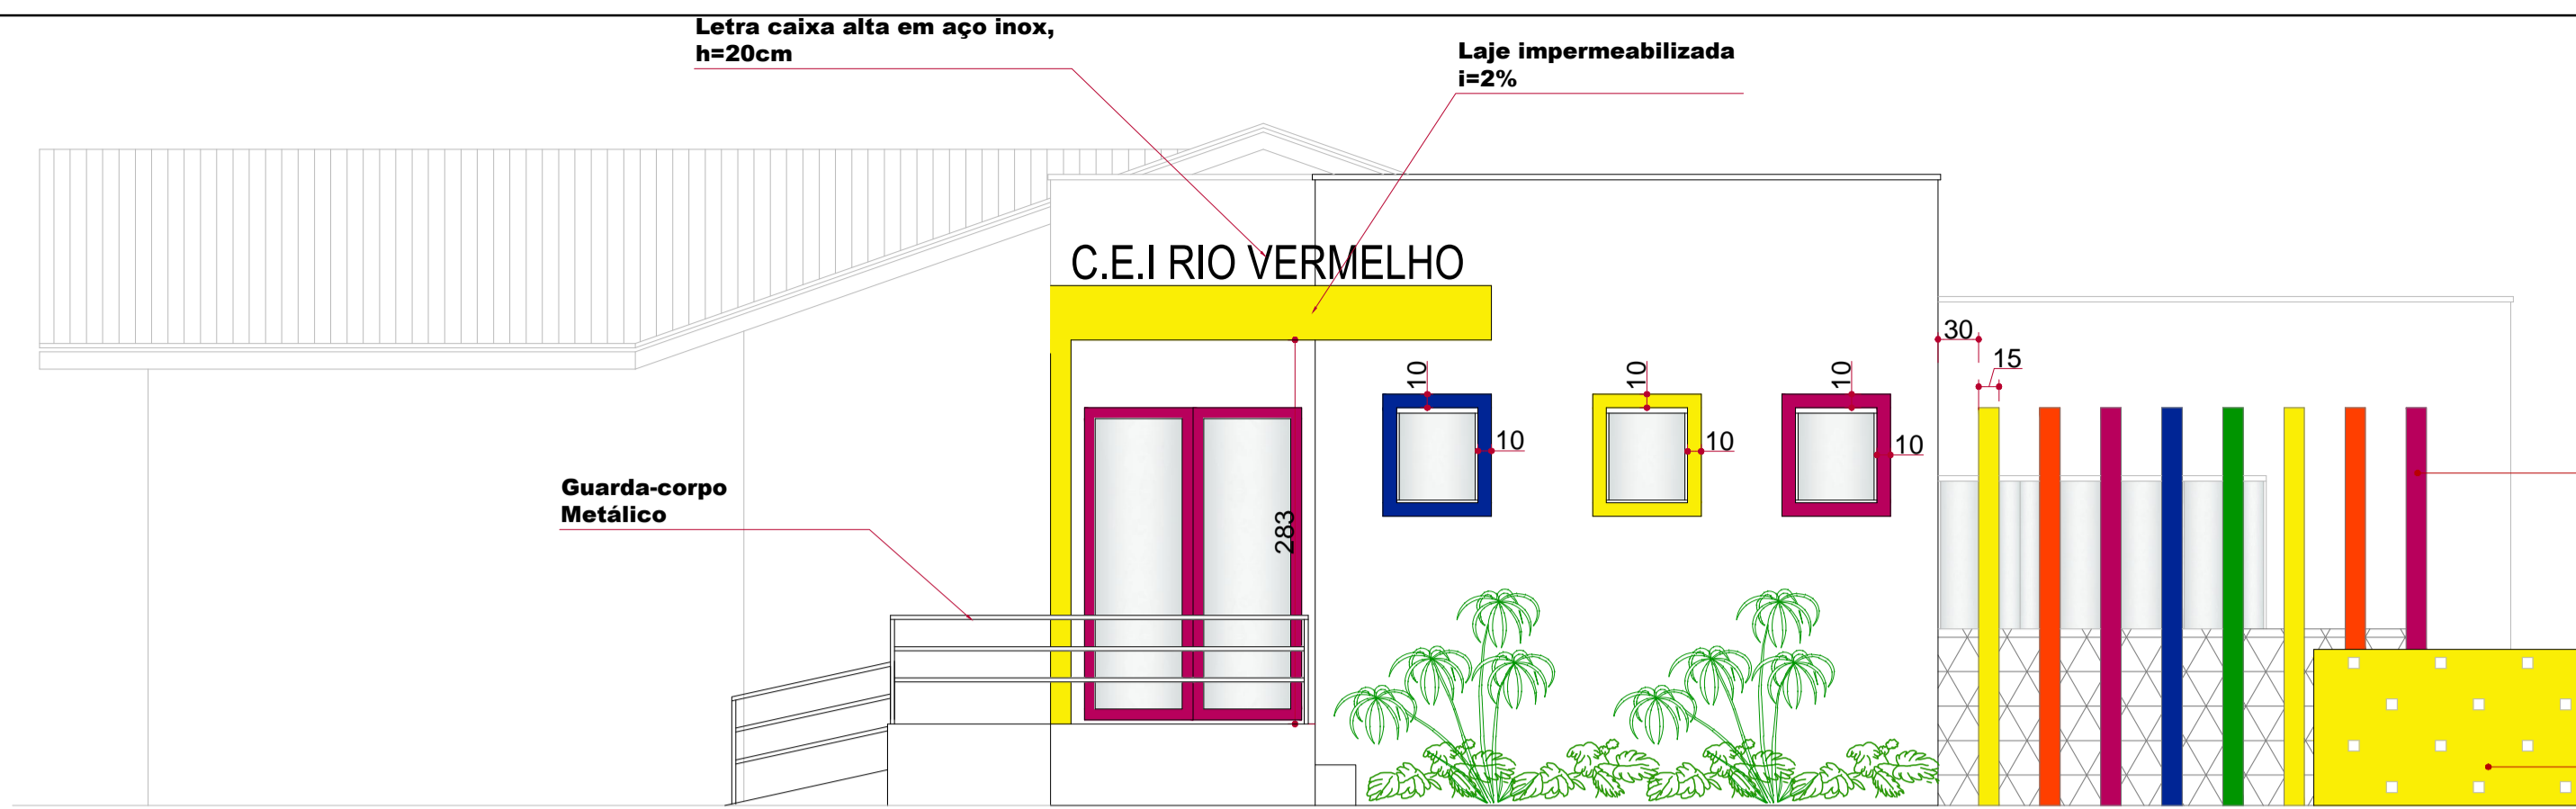 Letra caixa alta em aço inox,
h=20cm
Laje impermeabilizada
i=2%
C.E.I RIO VERMELHO
30
15
10
10
10
10
10
10
Guarda-corpo
Metálico
283